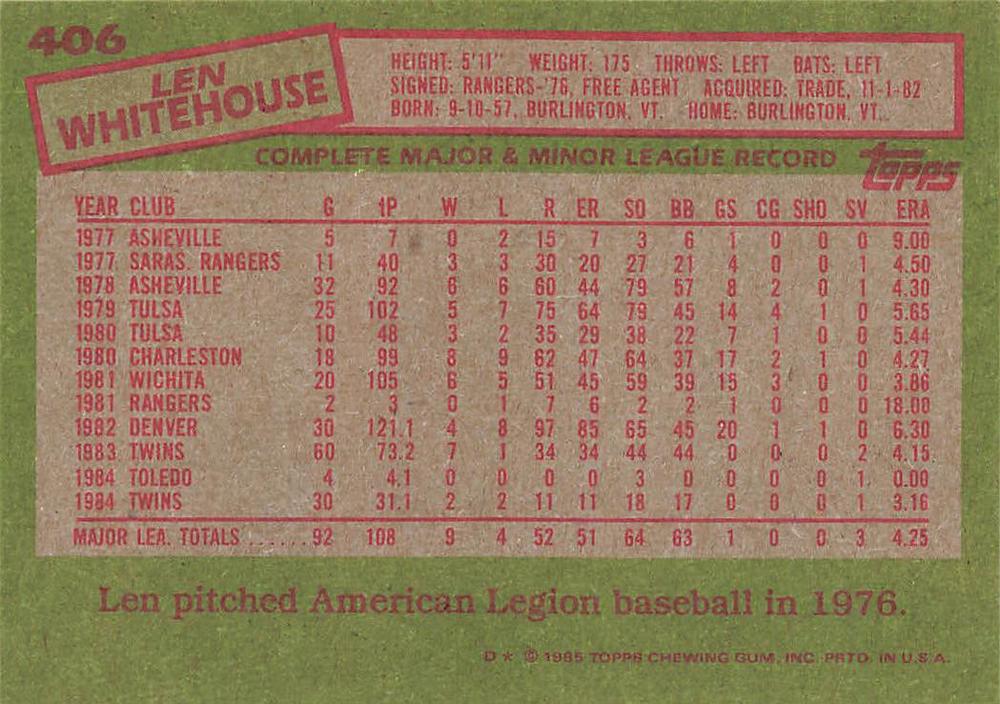 406
LEN
WHITEHOUSE
HEIGHT: 5'11" WEIGHT: 175 THROWS: LEFT BATS: LEFT
SIGNED: RANGERS-'76, FREE AGENT ACQUIRED: TRADE, 11-1-82
BORN: 9-10-57, BURLINGTON, VT. HOME: BURLINGTON, VT.
COMPLETE MAJOR & MINOR LEAGUE RECORD
topps
YEAR CLUB G IP W L R ER SO BB GS CG SHO SV ERA
1977 ASHEVILLE 5 7 0 2 15 7 3 6 1 0 0 0 9.00
1977 SARAS. RANGERS 11 40 3 3 30 20 27 21 4 0 0 1 4.50
1978 ASHEVILLE 32 92 6 6 60 44 79 57 8 2 0 1 4.30
1979 TULSA 25 102 5 7 75 64 79 45 14 4 1 0 5.65
1980 TULSA 10 48 3 2 35 29 38 22 7 1 0 0 5.44
1980 CHARLESTON 18 99 8 9 62 47 64 37 17 2 1 0 4.27
1981 WICHITA 20 105 6 5 51 45 59 39 15 3 0 0 3.86
1981 RANGERS 2 3 0 1 7 6 2 2 1 0 0 0 18.00
1982 DENVER 30 121.1 4 8 97 85 65 45 20 1 1 0 6.30
1983 TWINS 60 73.2 7 1 34 34 44 44 0 0 0 2 4.15
1984 TOLEDO 4 4.1 0 0 0 0 3 0 0 0 0 1 0.00
1984 TWINS 30 31.1 2 2 11 11 18 17 0 0 0 1 3.16
MAJOR LEA. TOTALS ...... 92 108 9 4 52 51 64 63 1 0 0 3 4.25
Len pitched American Legion baseball in 1976.
D * © 1985 TOPPS CHEWING GUM, INC. PRTD. IN U.S.A.